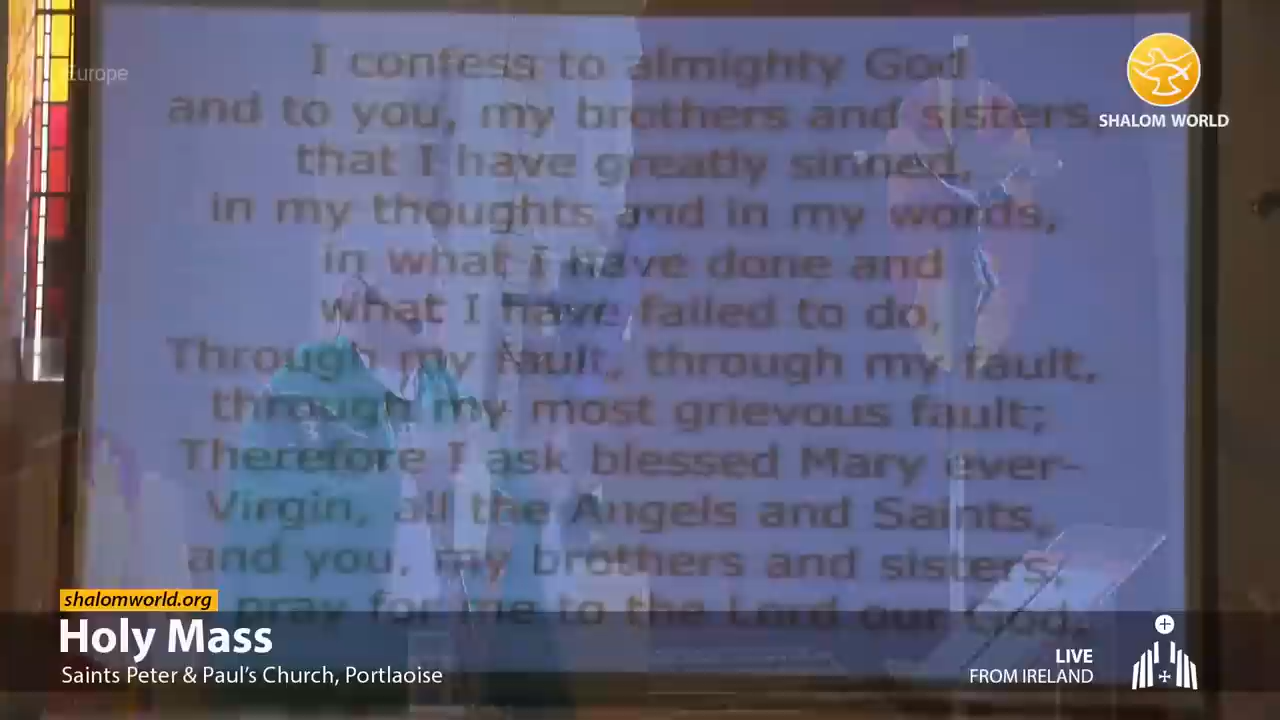 Europe
I confess to almighty God
and to you, my brothers and sisters,
that I have greatly sinned,
in my thoughts and in my words,
in what I have done and
what I have failed to do,
Through my fault, through my fault,
through my most grievous fault;
Therefore I ask blessed Mary ever-
Virgin, all the Angels and Saints,
and you, my brothers and sisters,
pray for me to the Lord our God.
SHALOM WORLD
shalomworld.org
Holy Mass
Saints Peter & Paul's Church, Portlaoise
LIVE
FROM IRELAND